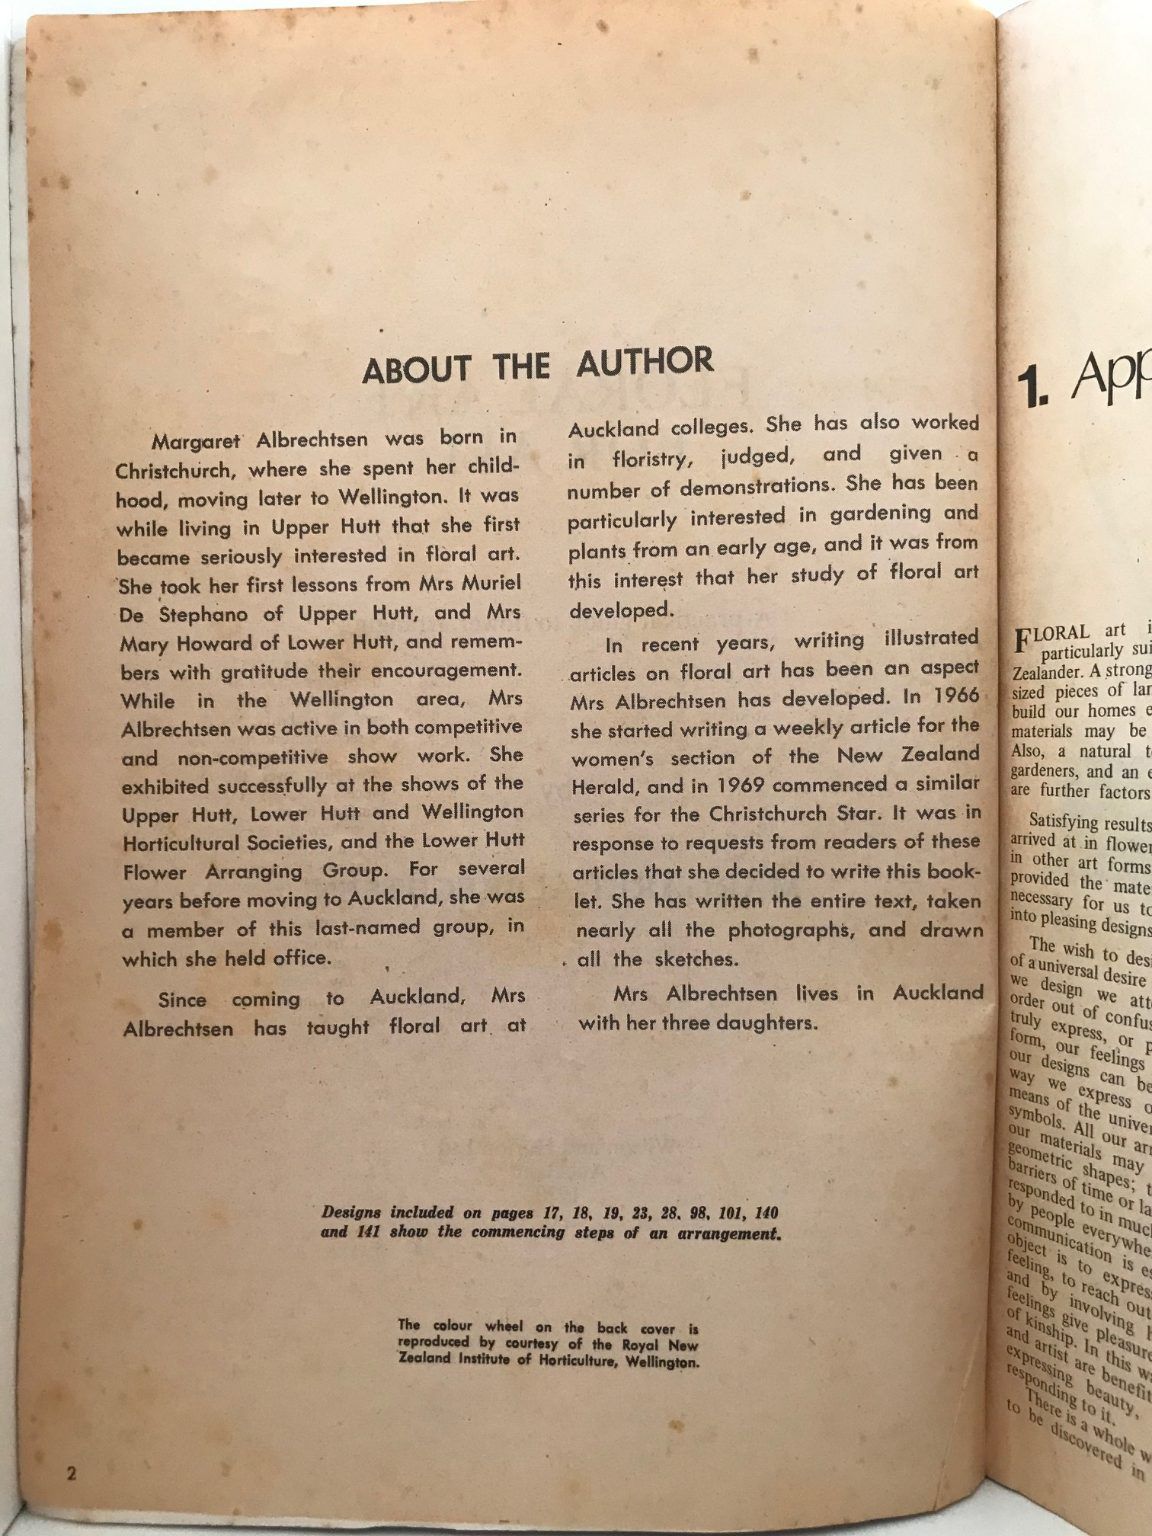 ABOUT THE AUTHOR
Margaret Albrechtsen was born in
Christchurch, where she spent her child-
hood, moving later to Wellington. It was
while living in Upper Hutt that she first
became seriously interested in floral art.
She took her first lessons from Mrs Muriel
De Stephano of Upper Hutt, and Mrs
Mary Howard of Lower Hutt, and remem-
bers with gratitude their encouragement.
While in the Wellington area, Mrs
Albrechtsen was active in both competitive
and non-competitive show work. She
exhibited successfully at the shows of the
Upper Hutt, Lower Hutt and Wellington
Horticultural Societies, and the Lower Hutt
Flower Arranging Group. For several
years before moving to Auckland, she was
a member of this last-named group, in
which she held office.
Since coming to Auckland, Mrs
Albrechtsen has taught floral art at
Auckland colleges. She has also worked
in floristry, judged, and given a
number of demonstrations. She has been
particularly interested in gardening and
plants from an early age, and it was from
this interest that her study of floral art
developed.
In recent years, writing illustrated
articles on floral art has been an aspect
Mrs Albrechtsen has developed. In 1966
she started writing a weekly article for the
women's section of the New Zealand
Herald, and in 1969 commenced a similar
series for the Christchurch Star. It was in
response to requests from readers of these
articles that she decided to write this book-
let. She has written the entire text, taken
nearly all the photographs, and drawn
all the sketches.
Mrs Albrechtsen lives in Auckland
with her three daughters.
Designs included on pages 17, 18, 19, 23, 28, 98, 101, 140
and 141 show the commencing steps of an arrangement.
The colour wheel on the back cover is
reproduced by courtesy of the Royal New
Zealand Institute of Horticulture, Wellington.
2
1. App
FLORAL art i
particularly sui
Zealander. A strong
sized pieces of lar
build our homes e
materials may be
Also, a natural t
gardeners, and an e
are further factors
Satisfying results
arrived at in flower
in other art forms
provided the mate
necessary for us to
into pleasing designs
The wish to desi
of a universal desire
we design we att
order out of confus
truly express, or p
form, our feelings
our designs can be
way we express o
means of the univer
symbols. All our arr
our materials may
geometric shapes; t
barriers of time or la
responded to in much
by people everywhe
communication is es
object is to express
feeling, to reach out
and by involving h
feelings give pleasure
of kinship. In this wa
and artist are benefit
expressing beauty,
responding to it.
There is a whole w
to be discovered in